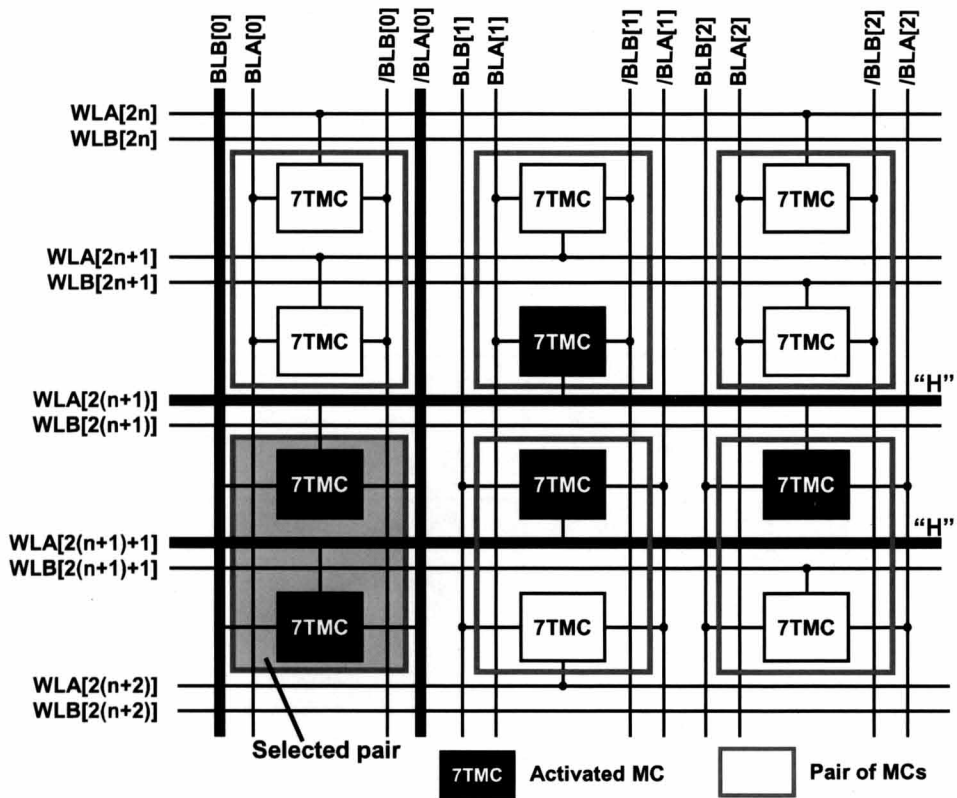 BLB[0]
BLA[0]
/BLB[0]
/BLA[0]
BLB[1]
BLA[1]
/BLB[1]
/BLA[1]
BLB[2]
BLA[2]
/BLB[2]
/BLA[2]
WLA[2n]
WLB[2n]
7TMC 7TMC 7TMC
WLA[2n+1]
WLB[2n+1]
7TMC 7TMC 7TMC
"H"
WLA[2(n+1)]
WLB[2(n+1)]
7TMC 7TMC 7TMC
"H"
WLA[2(n+1)+1]
WLB[2(n+1)+1]
7TMC 7TMC 7TMC
WLA[2(n+2)]
WLB[2(n+2)]
Selected pair
7TMC Activated MC
Pair of MCs